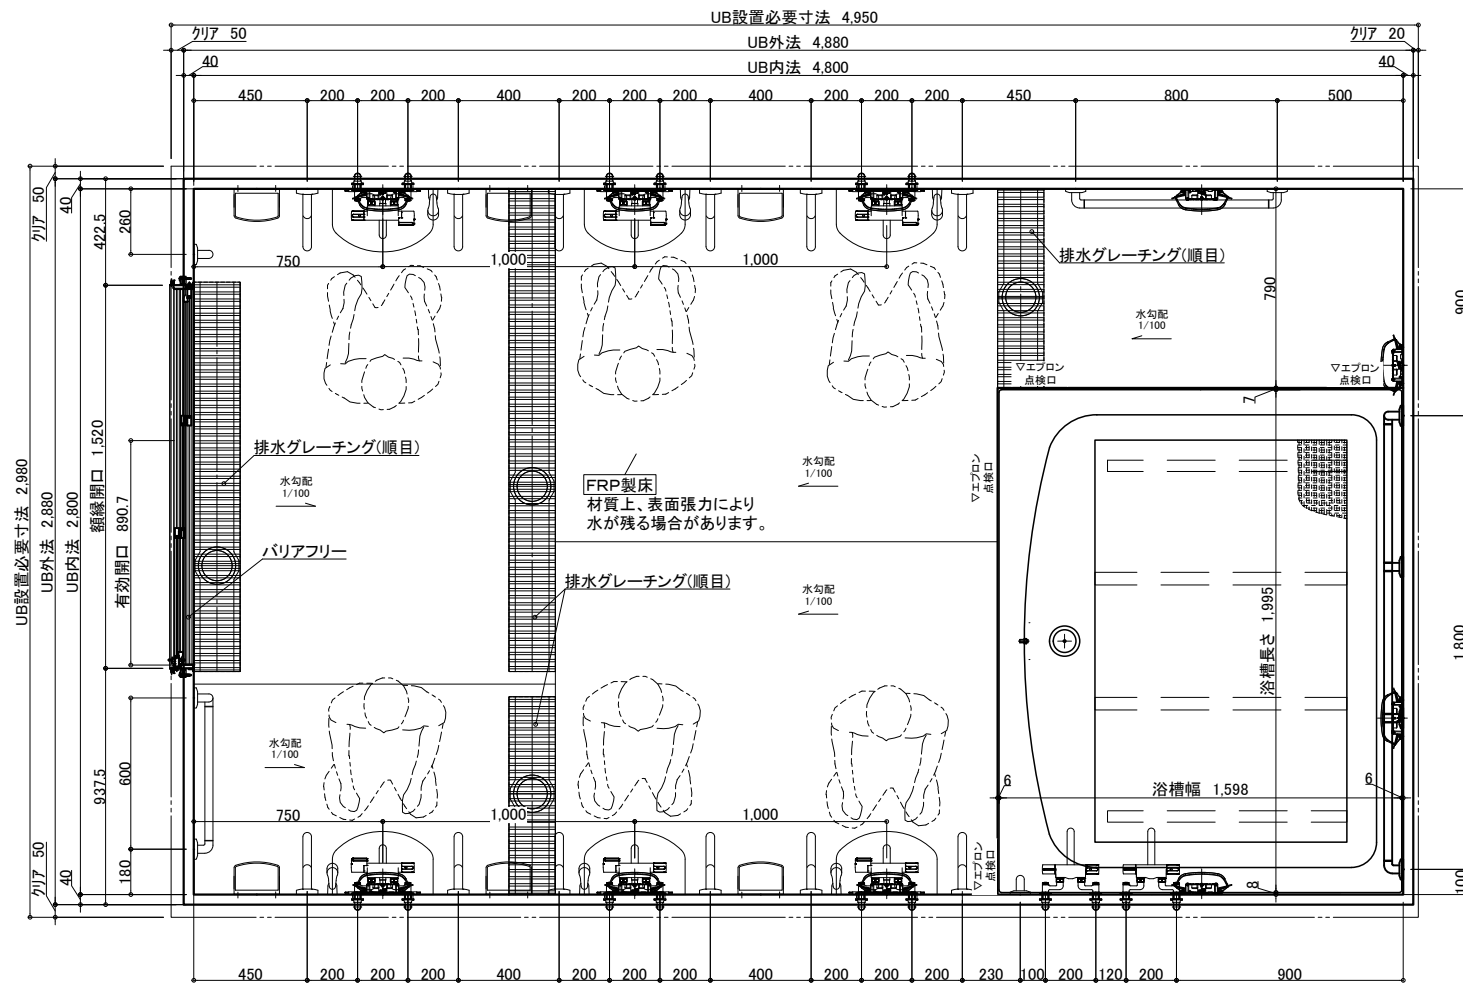 UB設置必要寸法 4,950
クリア 50
UB外法 4,880
クリア 20
40
UB内法 4,800
40
450 200 200 200 400 200 200 200 400 200 200 200 450 800 500
クリア 50
40
422.5
260
750 1,000 1,000
排水グレーチング(順目)
790
900
水勾配
1/100
▽エプロン
点検口
▽エプロン
点検口
7
UB設置必要寸法 2,980
UB外法 2,880
UB内法 2,800
額縁開口 1,520
有効開口 890.7
排水グレーチング(順目)
水勾配
1/100
FRP製床
材質上、表面張力により
水が残る場合があります。
水勾配
1/100
▽エプロン
点検口
バリアフリー
排水グレーチング(順目)
水勾配
1/100
浴槽長さ 1,995
1,800
937.5
600
水勾配
1/100
6
浴槽幅 1,598
6
750 1,000 1,000
クリア 50
40
180
▽エプロン
点検口
8
100
450 200 200 200 400 200 200 200 400 200 200 200 230 100 200 120 200 900